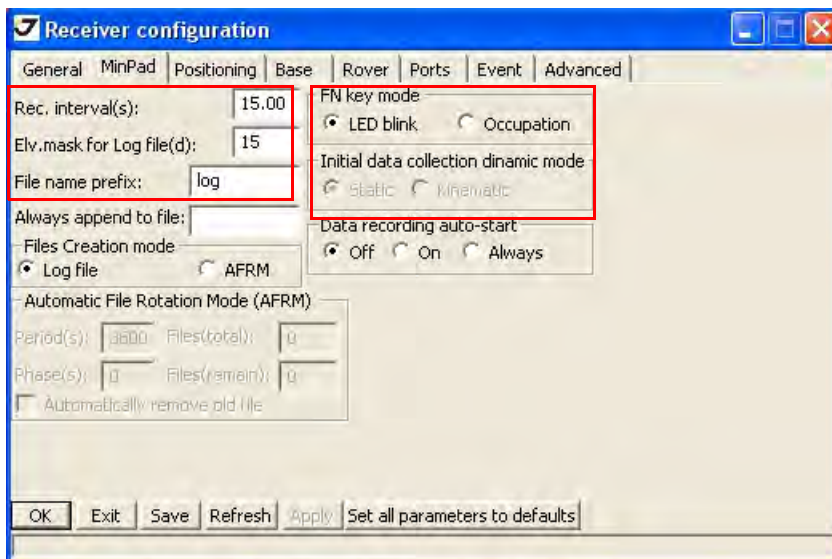 Receiver configuration
General MinPad Positioning Base Rover Ports Event Advanced
Rec. interval(s): 15.00
Elv.mask for Log file(d): 15
File name prefix: log
Always append to file:
Files Creation mode
Log file AFRM
FN key mode
LED blink Occupation
Initial data collection dinamic mode
Static Kinematic
Data recording auto-start
Off On Always
Automatic File Rotation Mode (AFRM)
Period(s): 3600 Files(total): 0
Phase(s): 0 Files(remain): 0
Automatically remove old file
OK Exit Save Refresh Apply Set all parameters to defaults